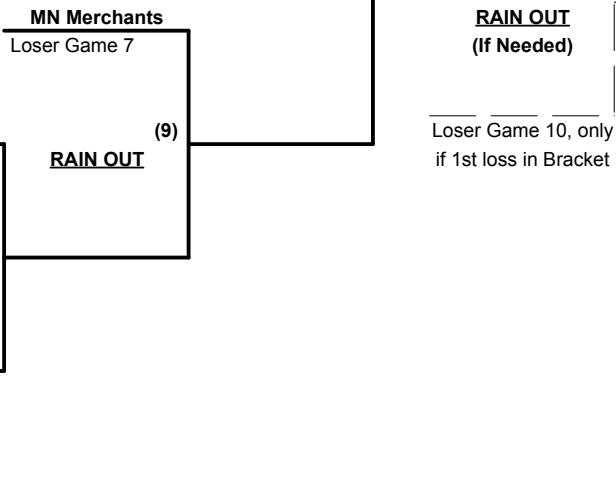 MN Merchants
Loser Game 7
(9)
RAIN OUT
RAIN OUT
(If Needed)
Loser Game 10, only
if 1st loss in Bracket